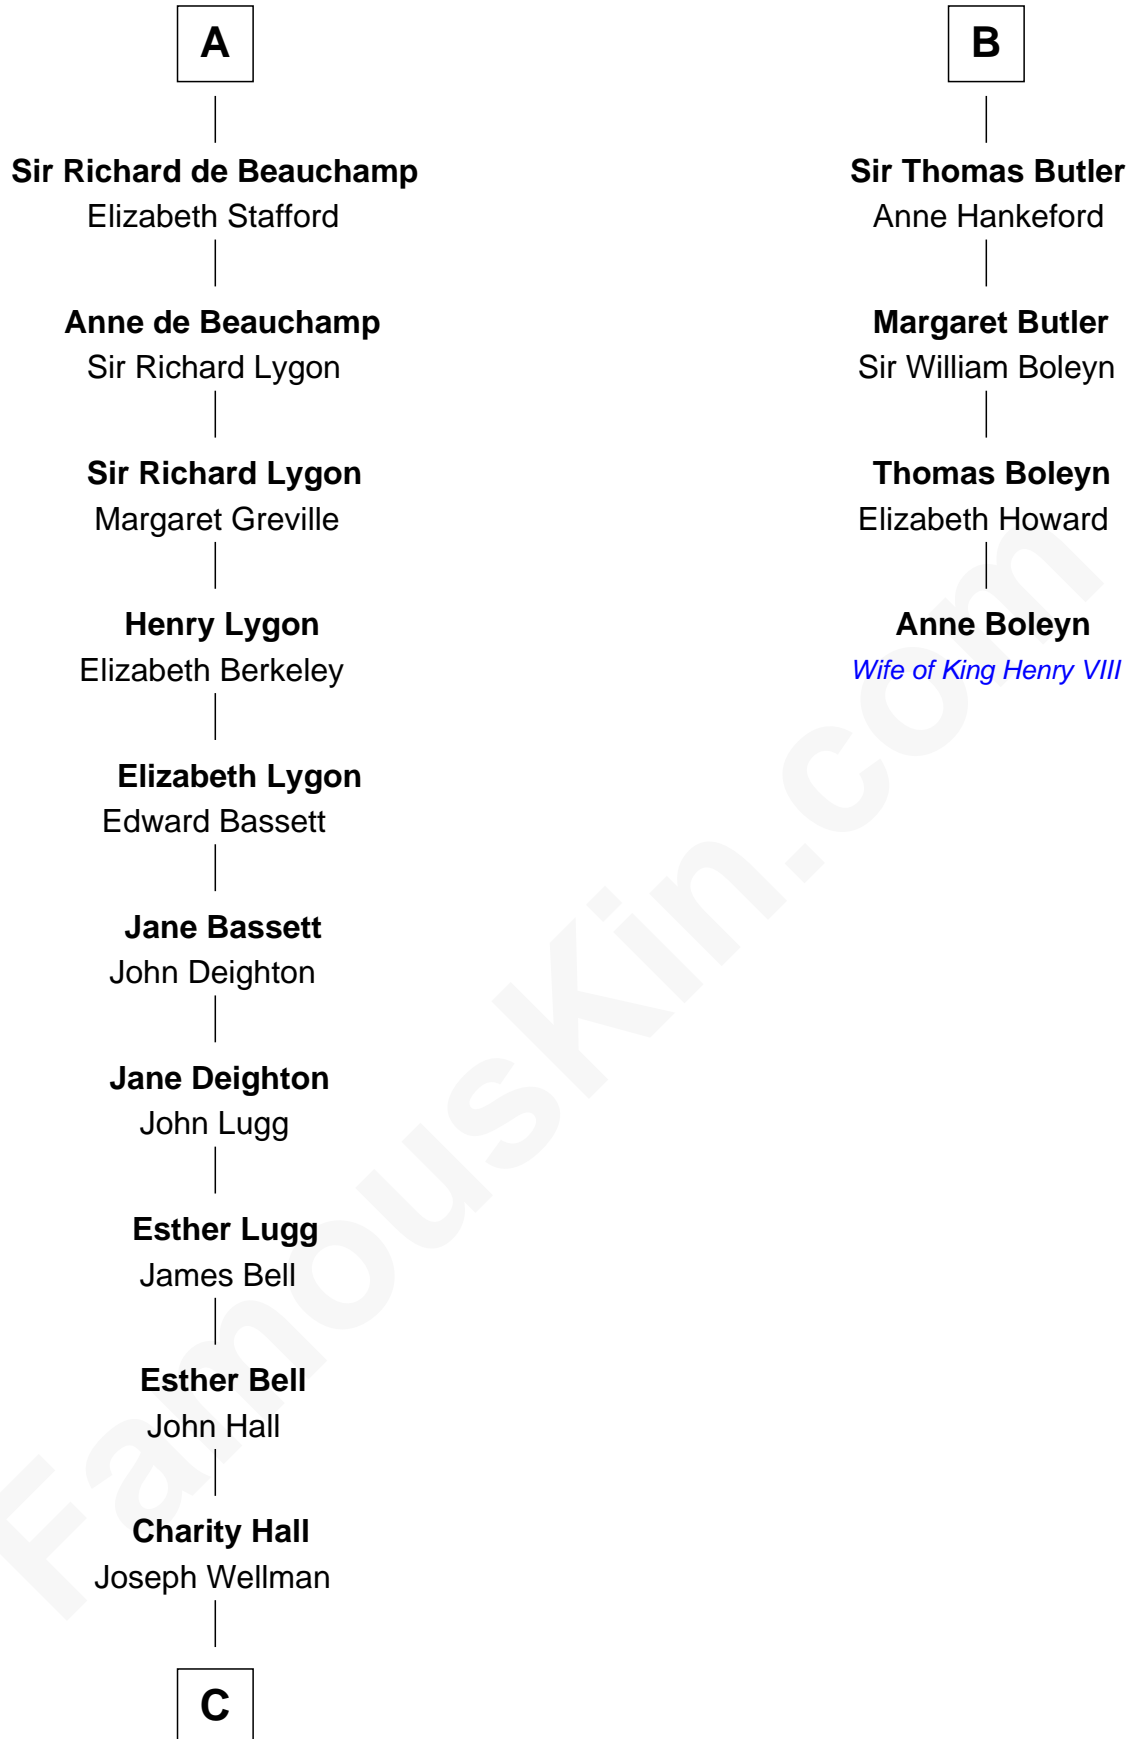 A
Sir Richard de Beauchamp
Elizabeth Stafford
Anne de Beauchamp
Sir Richard Lygon
Sir Richard Lygon
Margaret Greville
Henry Lygon
Elizabeth Berkeley
Elizabeth Lygon
Edward Bassett
Jane Bassett
John Deighton
Jane Deighton
John Lugg
Esther Lugg
James Bell
Esther Bell
John Hall
Charity Hall
Joseph Wellman
C
B
Sir Thomas Butler
Anne Hankeford
Margaret Butler
Sir William Boleyn
Thomas Boleyn
Elizabeth Howard
Anne Boleyn
Wife of King Henry VIII
FamousKin.com